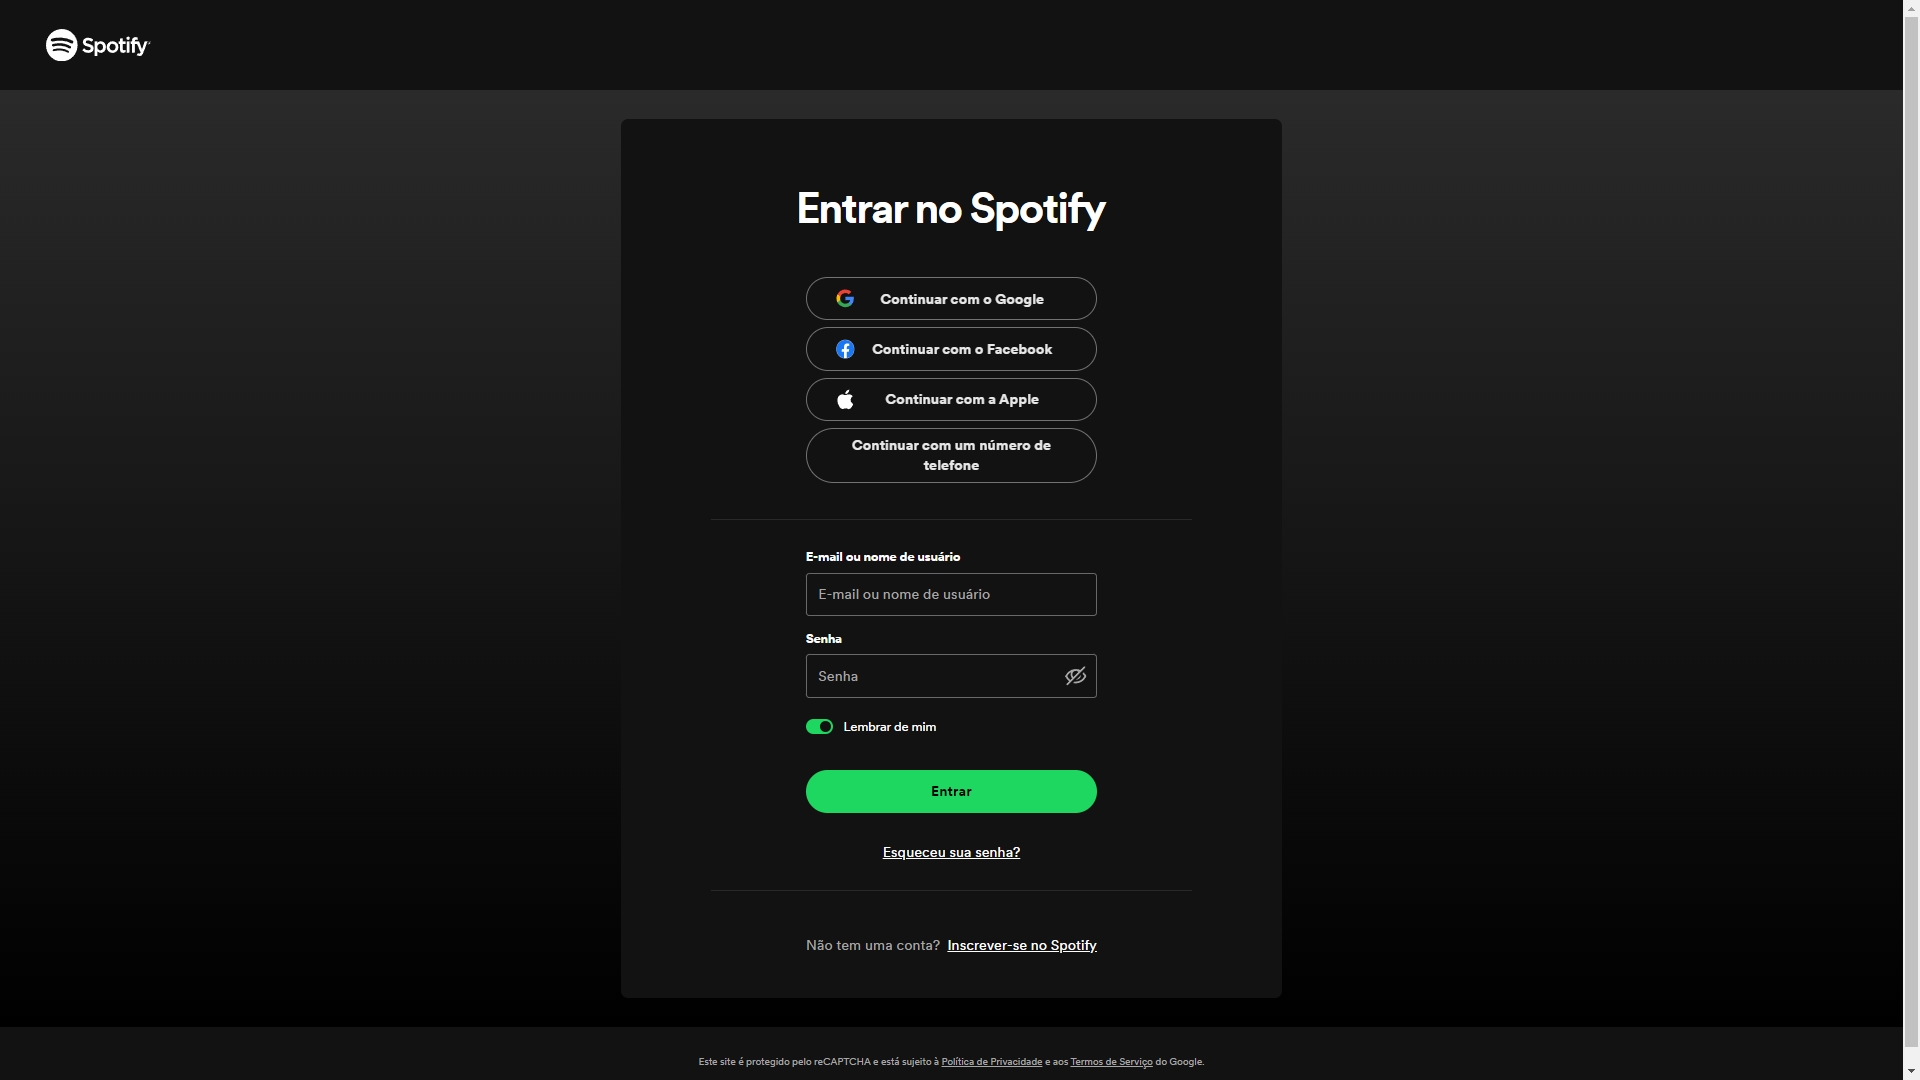 Spotify
Entrar no Spotify
Continuar com o Google
Continuar com o Facebook
Continuar com a Apple
Continuar com um número de
telefone
E-mail ou nome de usuário
E-mail ou nome de usuário
Senha
Senha
Lembrar de mim
Entrar
Esqueceu sua senha?
Não tem uma conta? Inscrever-se no Spotify
Este site é protegido pelo reCAPTCHA e está sujeito à Política de Privacidade e aos Termos de Serviço do Google.